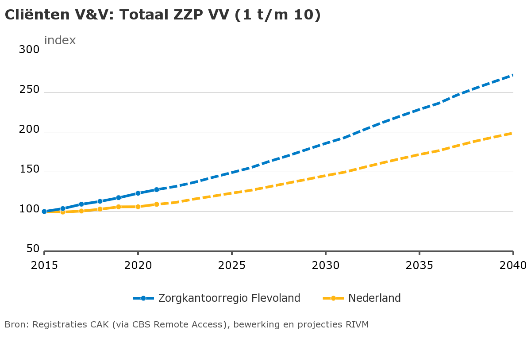 Cliënten V&V: Totaal ZZP VV (1 t/m 10)
index
300
250
200
150
100
50
2015 2020 2025 2030 2035 2040
Zorgkantoorregio Flevoland Nederland
Bron: Registraties CAK (via CBS Remote Access), bewerking en projecties RIVM